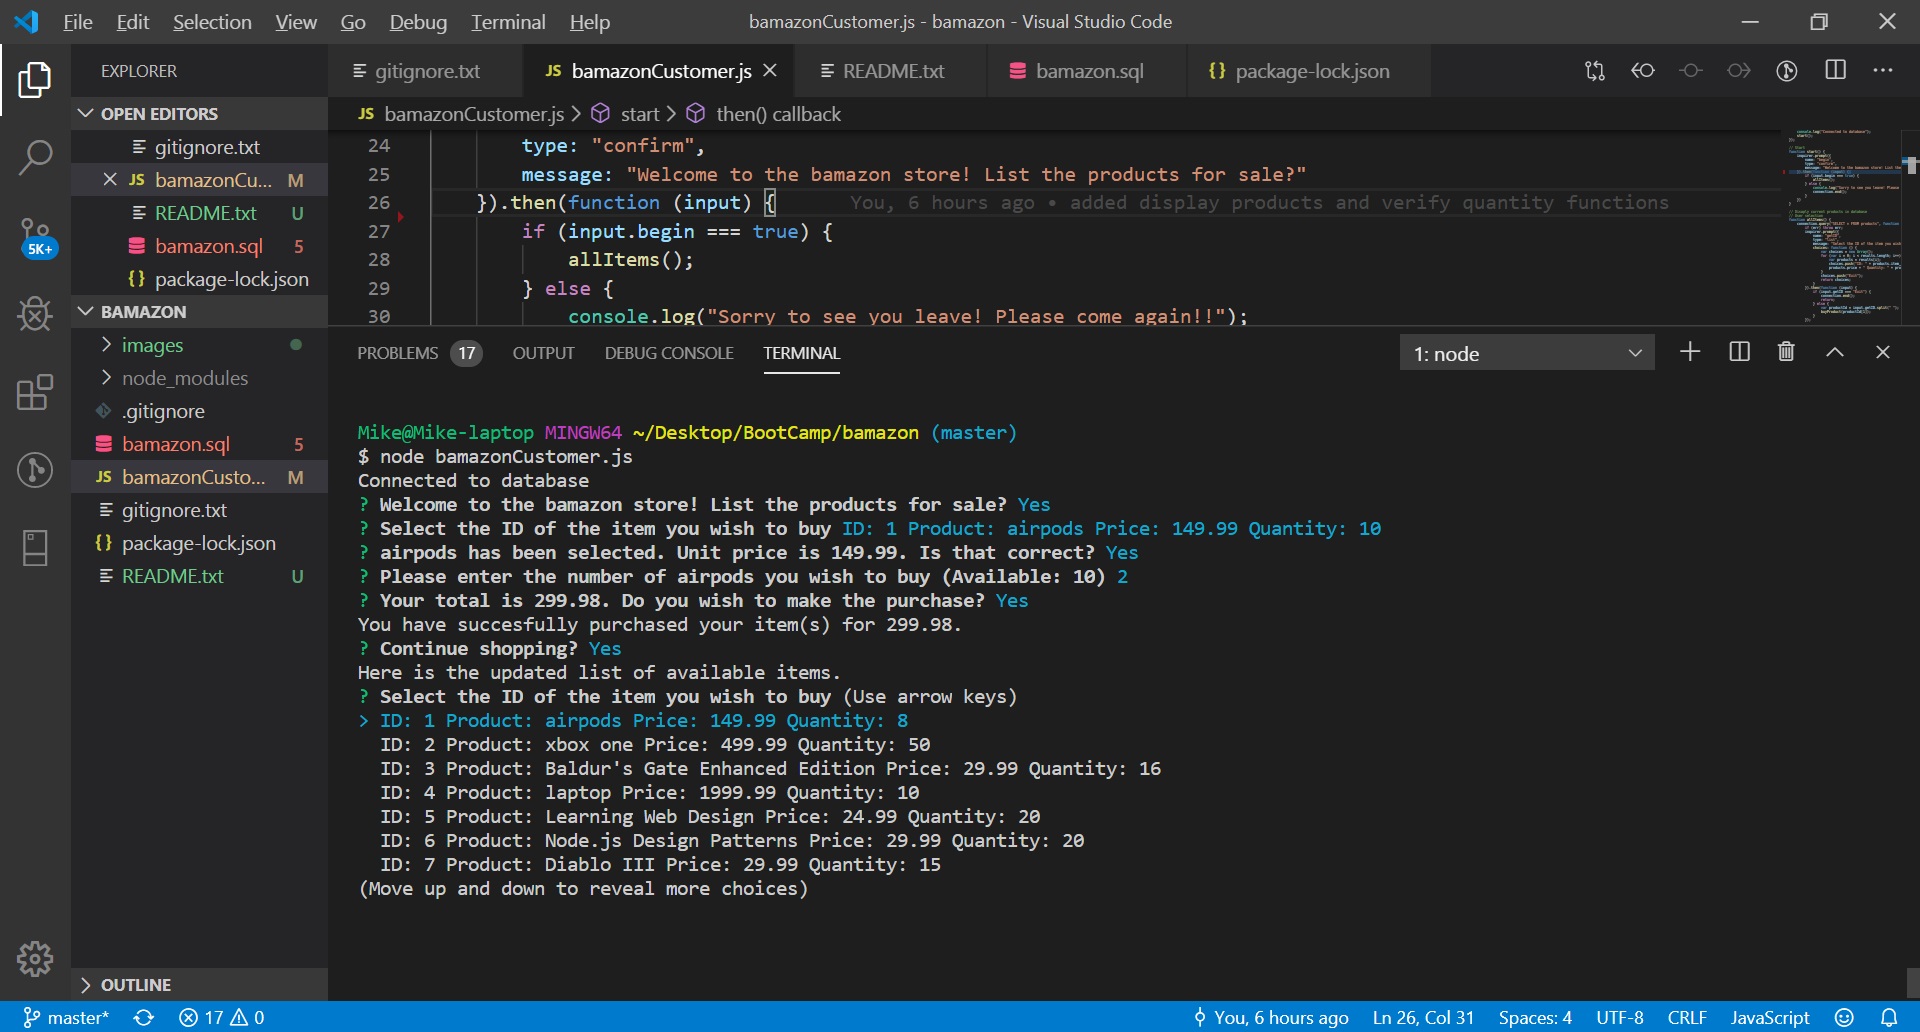 File Edit Selection View Go Debug Terminal Help
bamazonCustomer.js - bamazon - Visual Studio Code
EXPLORER
OPEN EDITORS
gitignore.txt
JS bamazonCu... M
README.txt U
bamazon.sql 5
{} package-lock.json
BAMAZON
images
node_modules
.gitignore
bamazon.sql 5
JS bamazonCusto... M
gitignore.txt
{} package-lock.json
README.txt U
OUTLINE
5K+
gitignore.txt JS bamazonCustomer.js README.txt bamazon.sql {} package-lock.json
JS bamazonCustomer.js > start > then() callback
24 type: "confirm",
25 message: "Welcome to the bamazon store! List the products for sale?"
26 }).then(function (input) { You, 6 hours ago • added display products and verify quantity functions
27 if (input.begin === true) {
28 allItems();
29 } else {
30 console.log("Sorry to see you leave! Please come again!!");
PROBLEMS 17 OUTPUT DEBUG CONSOLE TERMINAL
1: node
Mike@Mike-laptop MINGW64 ~/Desktop/BootCamp/bamazon (master)
$ node bamazonCustomer.js
Connected to database
? Welcome to the bamazon store! List the products for sale? Yes
? Select the ID of the item you wish to buy ID: 1 Product: airpods Price: 149.99 Quantity: 10
? airpods has been selected. Unit price is 149.99. Is that correct? Yes
? Please enter the number of airpods you wish to buy (Available: 10) 2
? Your total is 299.98. Do you wish to make the purchase? Yes
You have succesfully purchased your item(s) for 299.98.
? Continue shopping? Yes
Here is the updated list of available items.
? Select the ID of the item you wish to buy (Use arrow keys)
> ID: 1 Product: airpods Price: 149.99 Quantity: 8
ID: 2 Product: xbox one Price: 499.99 Quantity: 50
ID: 3 Product: Baldur's Gate Enhanced Edition Price: 29.99 Quantity: 16
ID: 4 Product: laptop Price: 1999.99 Quantity: 10
ID: 5 Product: Learning Web Design Price: 24.99 Quantity: 20
ID: 6 Product: Node.js Design Patterns Price: 29.99 Quantity: 20
ID: 7 Product: Diablo III Price: 29.99 Quantity: 15
(Move up and down to reveal more choices)
master* 17 0 You, 6 hours ago Ln 26, Col 31 Spaces: 4 UTF-8 CRLF JavaScript